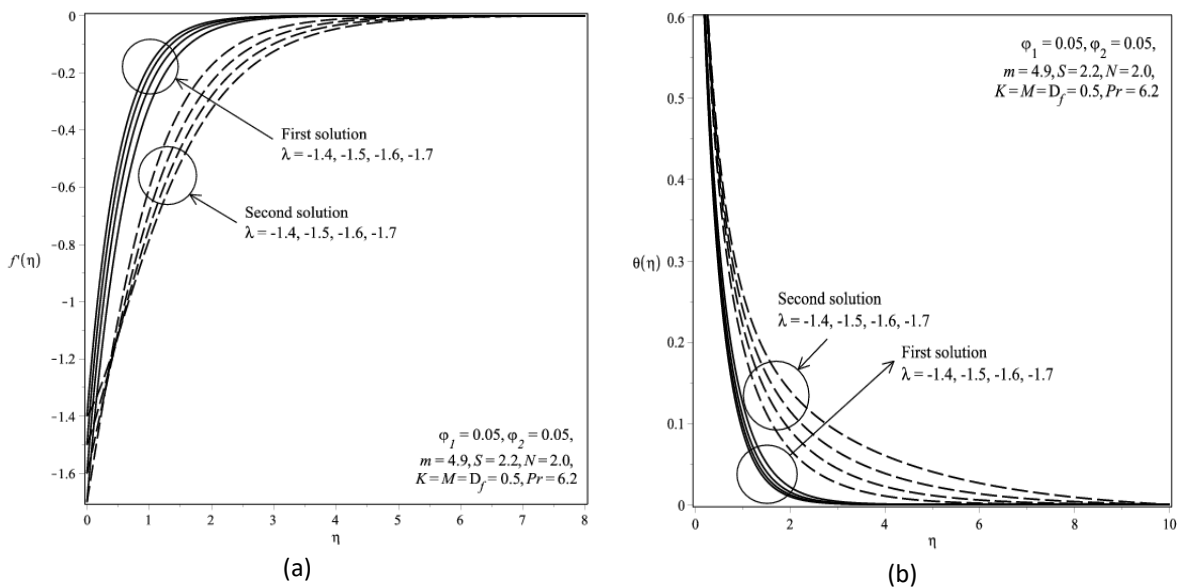 0
-0.2
-0.4
-0.6
-0.8
-1
-1.2
-1.4
-1.6
f'(η)
First solution
λ = -1.4, -1.5, -1.6, -1.7
Second solution
λ = -1.4, -1.5, -1.6, -1.7
φ1 = 0.05, φ2 = 0.05,
m = 4.9, S = 2.2, N = 2.0,
K = M = Df = 0.5, Pr = 6.2
0 1 2 3 4 5 6 7 8
η
(a)
0.6
0.5
0.4
0.3
0.2
0.1
0
θ(η)
φ1 = 0.05, φ2 = 0.05,
m = 4.9, S = 2.2, N = 2.0,
K = M = Df = 0.5, Pr = 6.2
Second solution
λ = -1.4, -1.5, -1.6, -1.7
First solution
λ = -1.4, -1.5, -1.6, -1.7
0 2 4 6 8 10
η
(b)